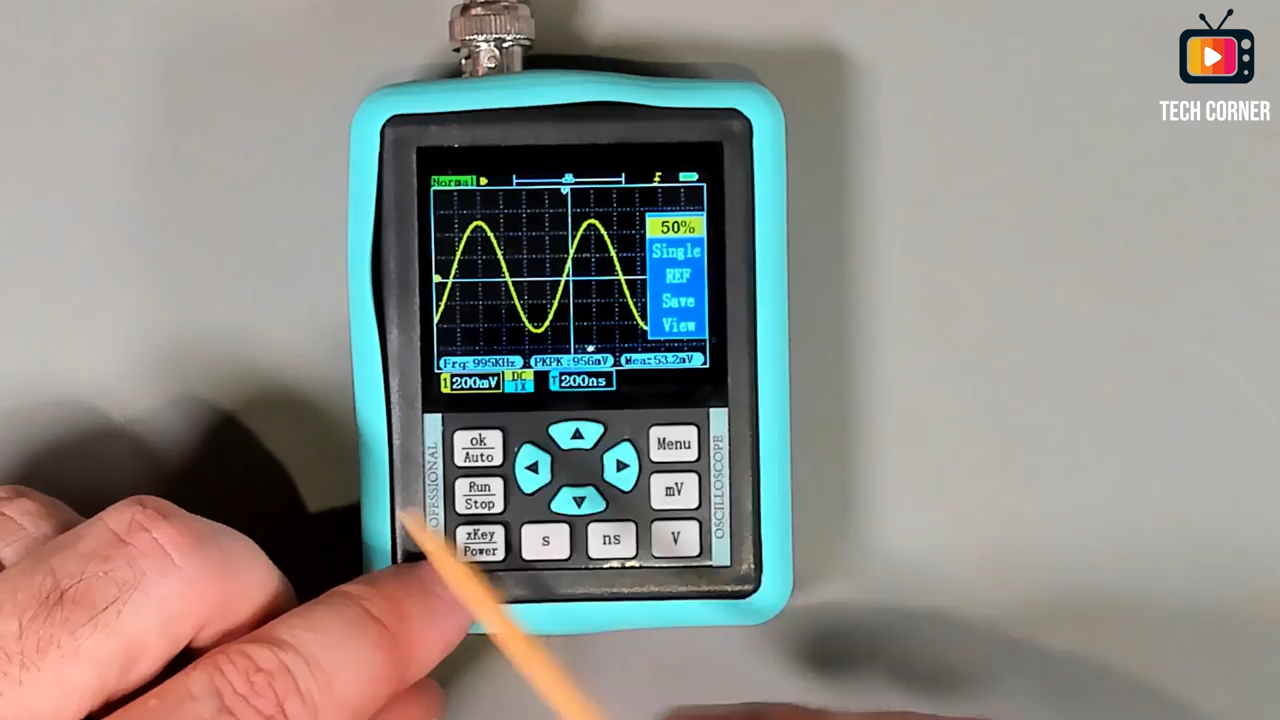 TECH CORNER
Normal
50%
Single
REF
Save
View
Frq:995KHz PKPK:956mV Mea:53.2mV
1 200mV DC 1X T 200ns
ok
Auto
Menu
Run
Stop
mV
xKey
Power
s
ns
V
OSCILLOSCOPE